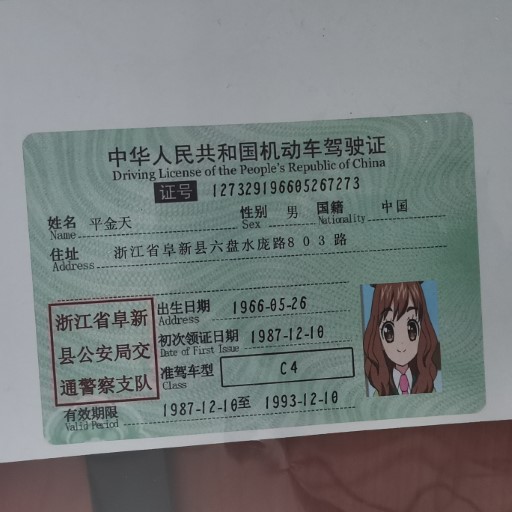 中华人民共和国机动车驾驶证
Driving License of the People's Republic of China
证号 127329196605267273
姓名 平金天 性别 男 国籍 中国
Name Sex Nationality
住址 浙江省阜新县六盘水庞路803路
Address
浙江省阜新
县公安局交
通警察支队
出生日期 1966-05-26
Address
初次领证日期 1987-12-10
Date of First Issue
准驾车型 C4
Class
有效期限 1987-12-10至 1993-12-10
Valid Period